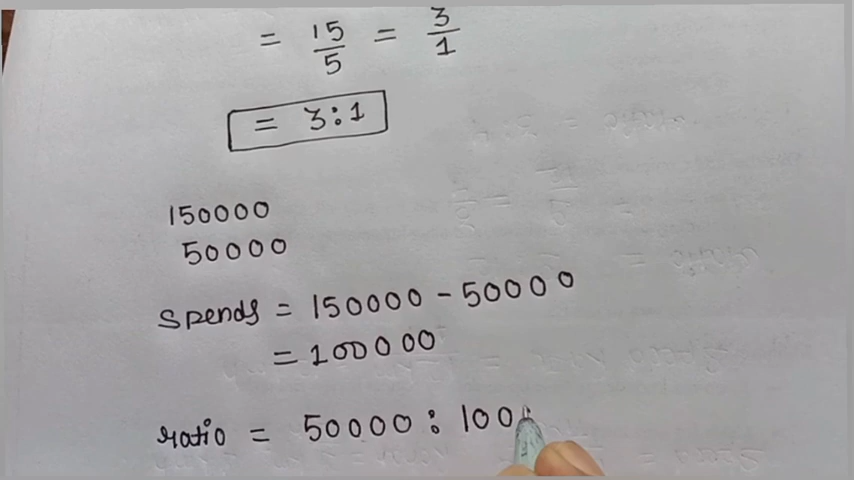 = 15/5 = 3/1
= 3:1
150000
50000
spends = 150000 - 50000
= 100000
ratio = 50000 : 100